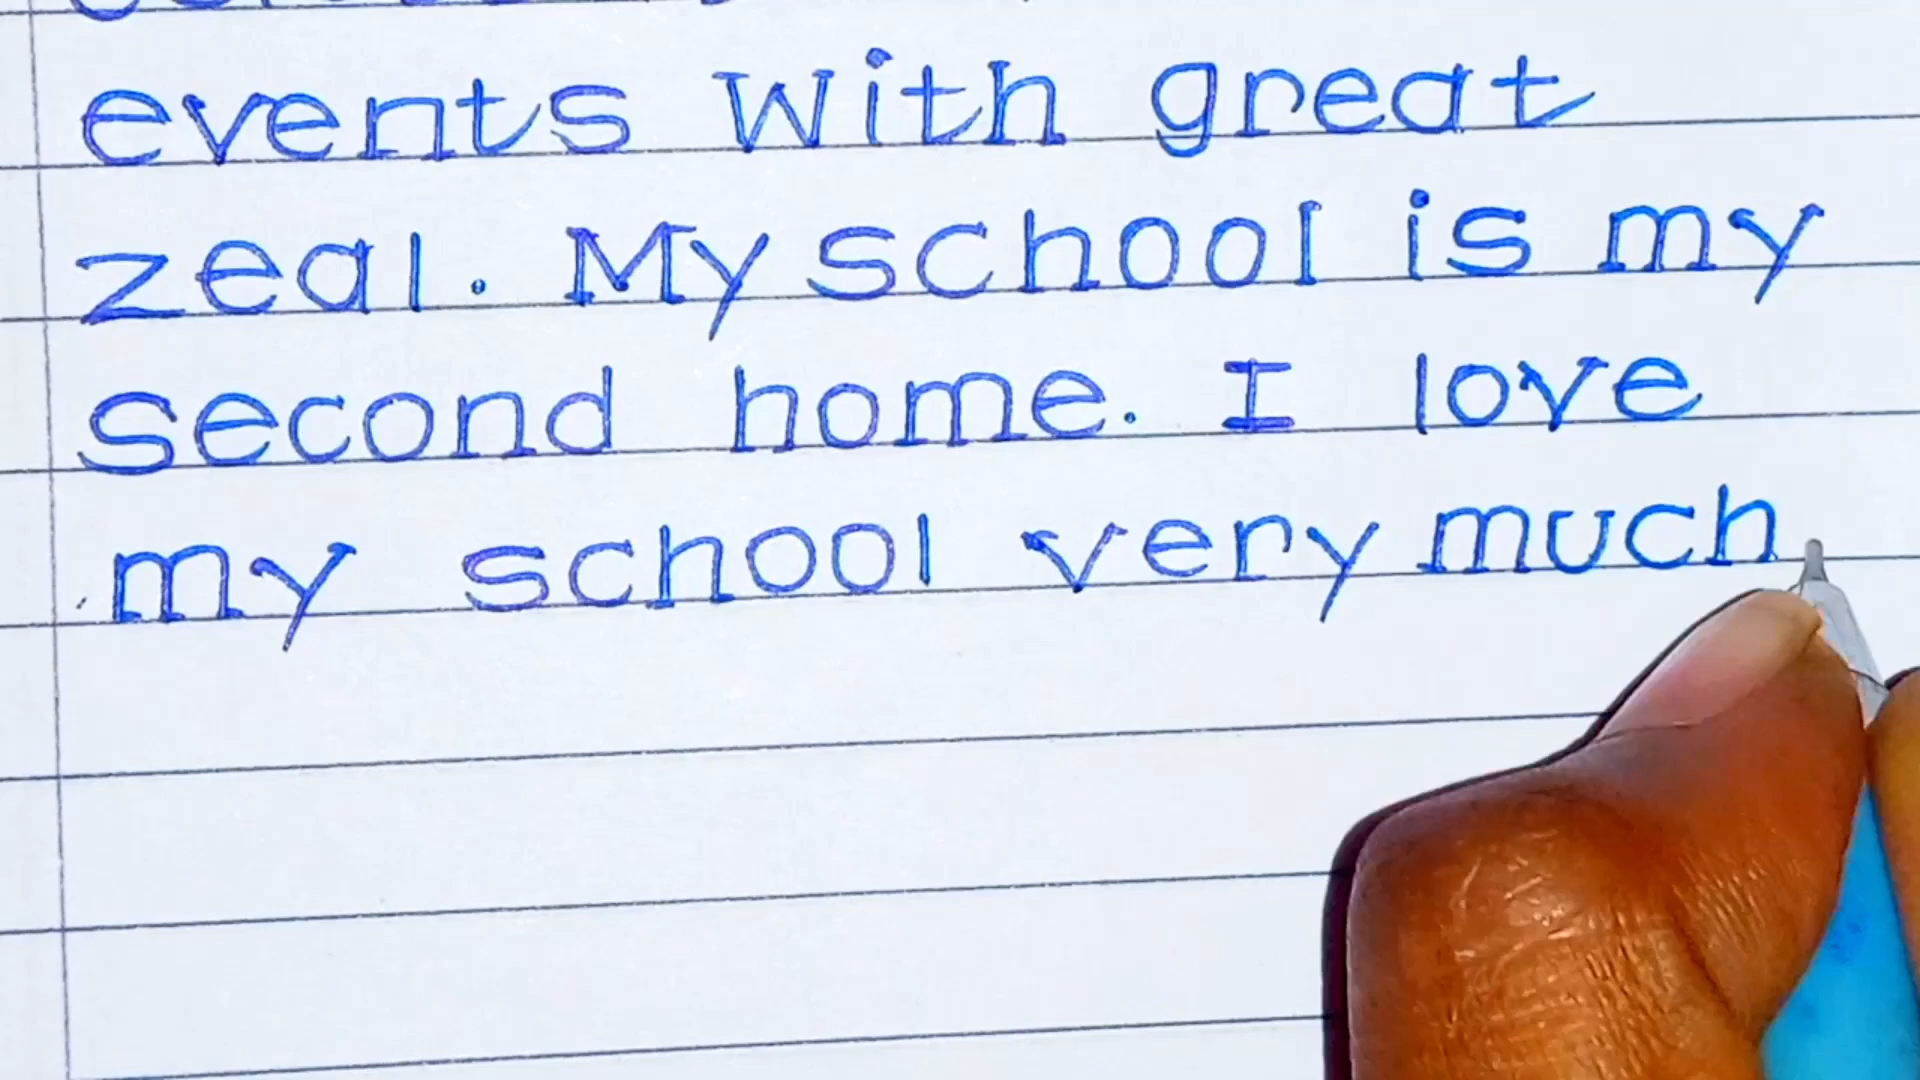 events with great
zeal. My school is my
second home. I love
my school very much